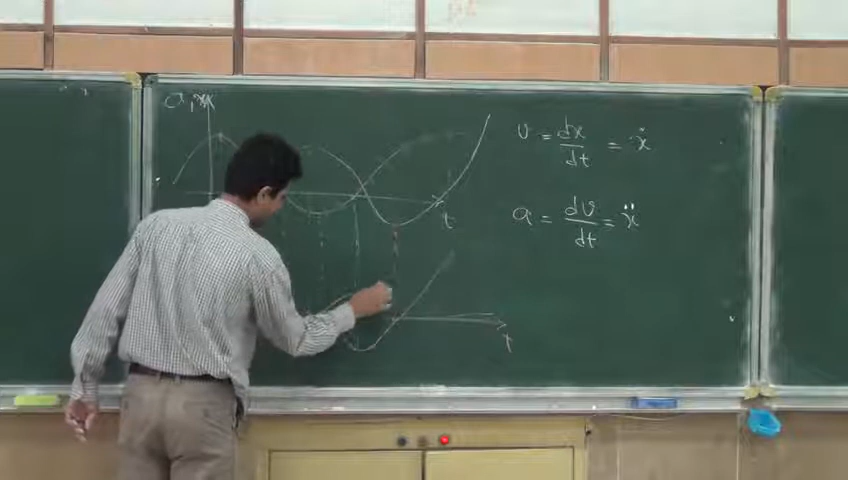 a, x
v = dx/dt = ẋ
a = dv/dt = ẍ
t
t